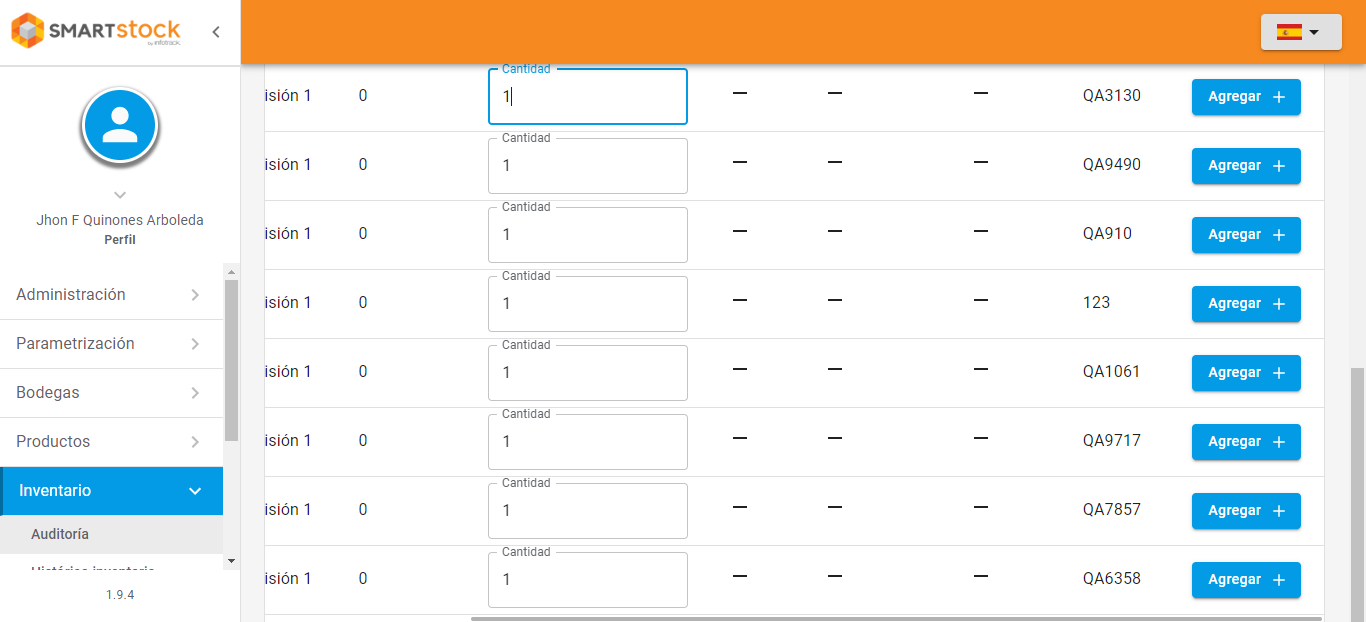 SMARTSTOCK
by infotrack.
Jhon F Quinones Arboleda
Perfil
Administración
Parametrización
Bodegas
Productos
Inventario
Auditoría
Histórico inventario
1.9.4
Cantidad
isión 1 0 1 — — — QA3130 Agregar +
Cantidad
isión 1 0 1 — — — QA9490 Agregar +
Cantidad
isión 1 0 1 — — — QA910 Agregar +
Cantidad
isión 1 0 1 — — — 123 Agregar +
Cantidad
isión 1 0 1 — — — QA1061 Agregar +
Cantidad
isión 1 0 1 — — — QA9717 Agregar +
Cantidad
isión 1 0 1 — — — QA7857 Agregar +
Cantidad
isión 1 0 1 — — — QA6358 Agregar +